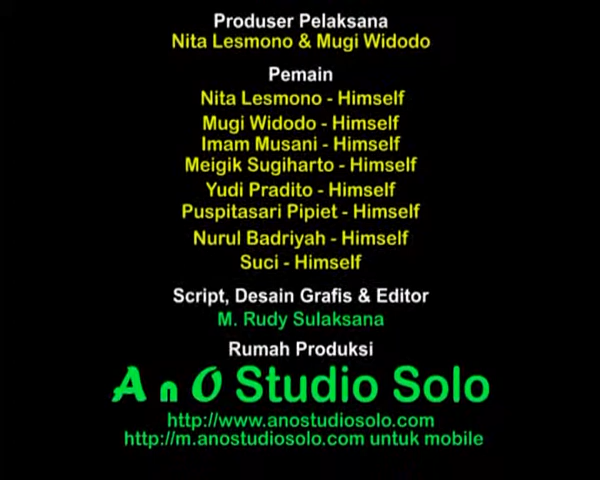 Produser Pelaksana
Nita Lesmono & Mugi Widodo
Pemain
Nita Lesmono - Himself
Mugi Widodo - Himself
Imam Musani - Himself
Meigik Sugiharto - Himself
Yudi Pradito - Himself
Puspitasari Pipiet - Himself
Nurul Badriyah - Himself
Suci - Himself
Script, Desain Grafis & Editor
M. Rudy Sulaksana
Rumah Produksi
A n O Studio Solo
http://www.anostudiosolo.com
http://m.anostudiosolo.com untuk mobile